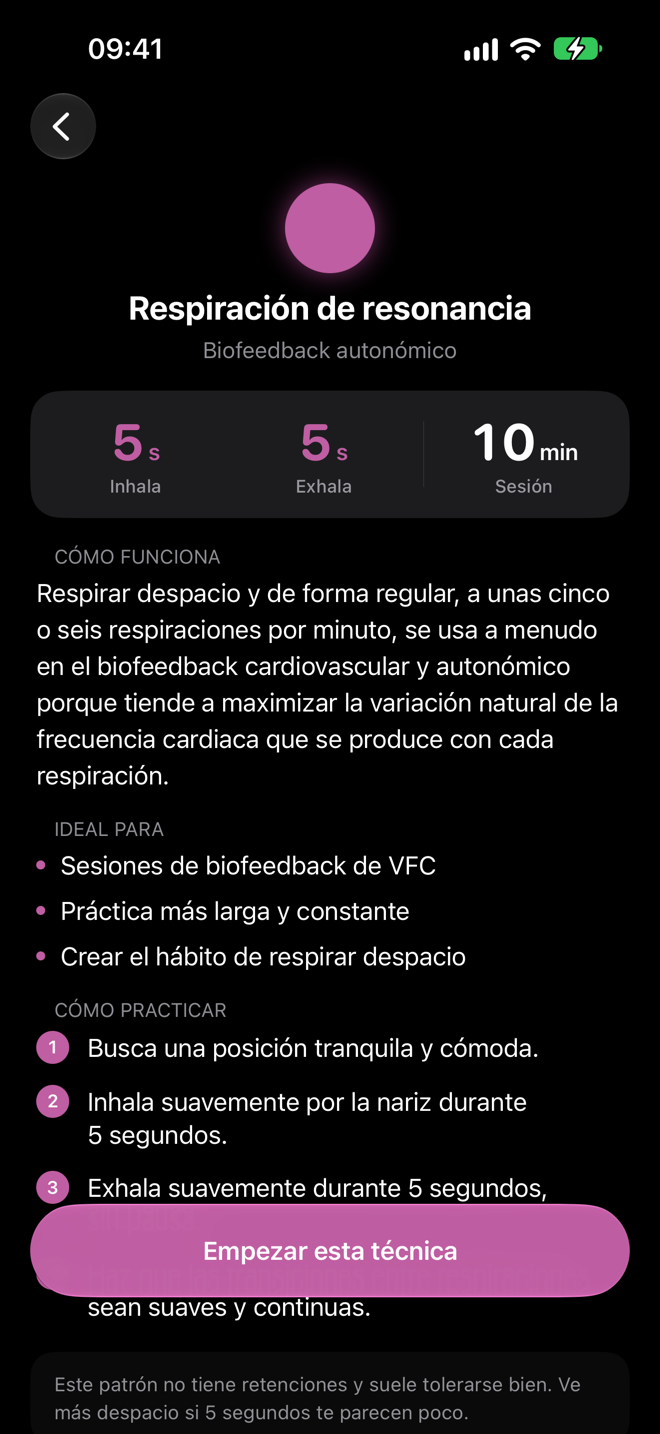 09:41
Respiración de resonancia
Biofeedback autonómico
5 s
5 s
10 min
Inhala
Exhala
Sesión
CÓMO FUNCIONA
Respirar despacio y de forma regular, a unas cinco
o seis respiraciones por minuto, se usa a menudo
en el biofeedback cardiovascular y autonómico
porque tiende a maximizar la variación natural de la
frecuencia cardiaca que se produce con cada
respiración.
IDEAL PARA
Sesiones de biofeedback de VFC
Práctica más larga y constante
Crear el hábito de respirar despacio
CÓMO PRACTICAR
1 Busca una posición tranquila y cómoda.
2 Inhala suavemente por la nariz durante
5 segundos.
3 Exhala suavemente durante 5 segundos,
Empezar esta técnica
sean suaves y continuas.
Este patrón no tiene retenciones y suele tolerarse bien. Ve
más despacio si 5 segundos te parecen poco.